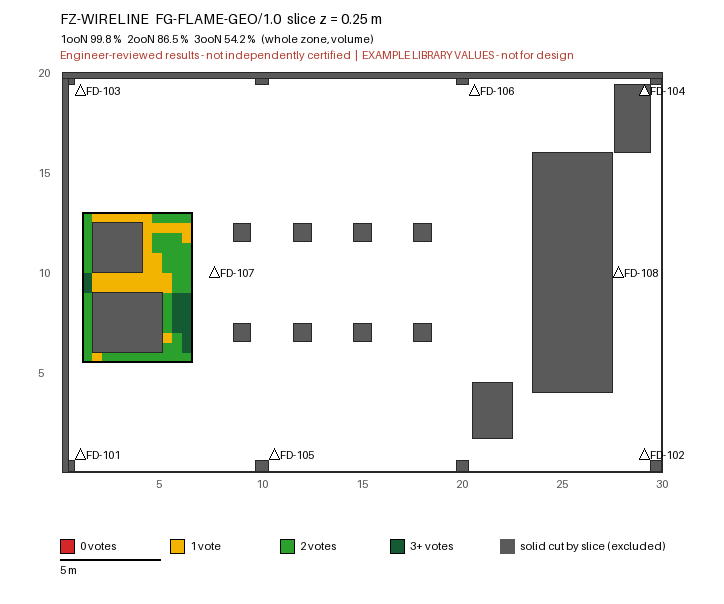 FZ-WIRELINE FG-FLAME-GEO/1.0 slice z = 0.25 m
1ooN 99.8 % 2ooN 86.5 % 3ooN 54.2 % (whole zone, volume)
Engineer-reviewed results - not independently certified | EXAMPLE LIBRARY VALUES - not for design
20
FD-103 FD-106 FD-104
15
10 FD-107 FD-108
5
FD-101 FD-105 FD-102
5 10 15 20 25 30
0 votes 1 vote 2 votes 3+ votes solid cut by slice (excluded)
5 m